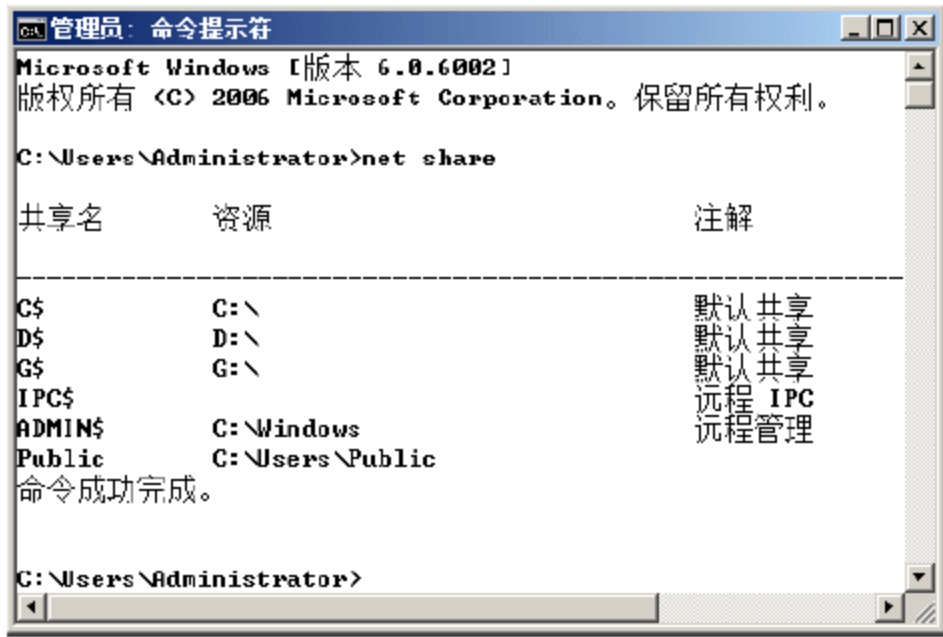 管理员: 命令提示符
Microsoft Windows [版本 6.0.6002]
版权所有 (C) 2006 Microsoft Corporation。保留所有权利。
C:\Users\Administrator>net share
共享名 资源 注解
-------------------------------------------------------------------------------
C$ C:\ 默认共享
D$ D:\ 默认共享
G$ G:\ 默认共享
IPC$ 远程 IPC
ADMIN$ C:\Windows 远程管理
Public C:\Users\Public
命令成功完成。
C:\Users\Administrator>